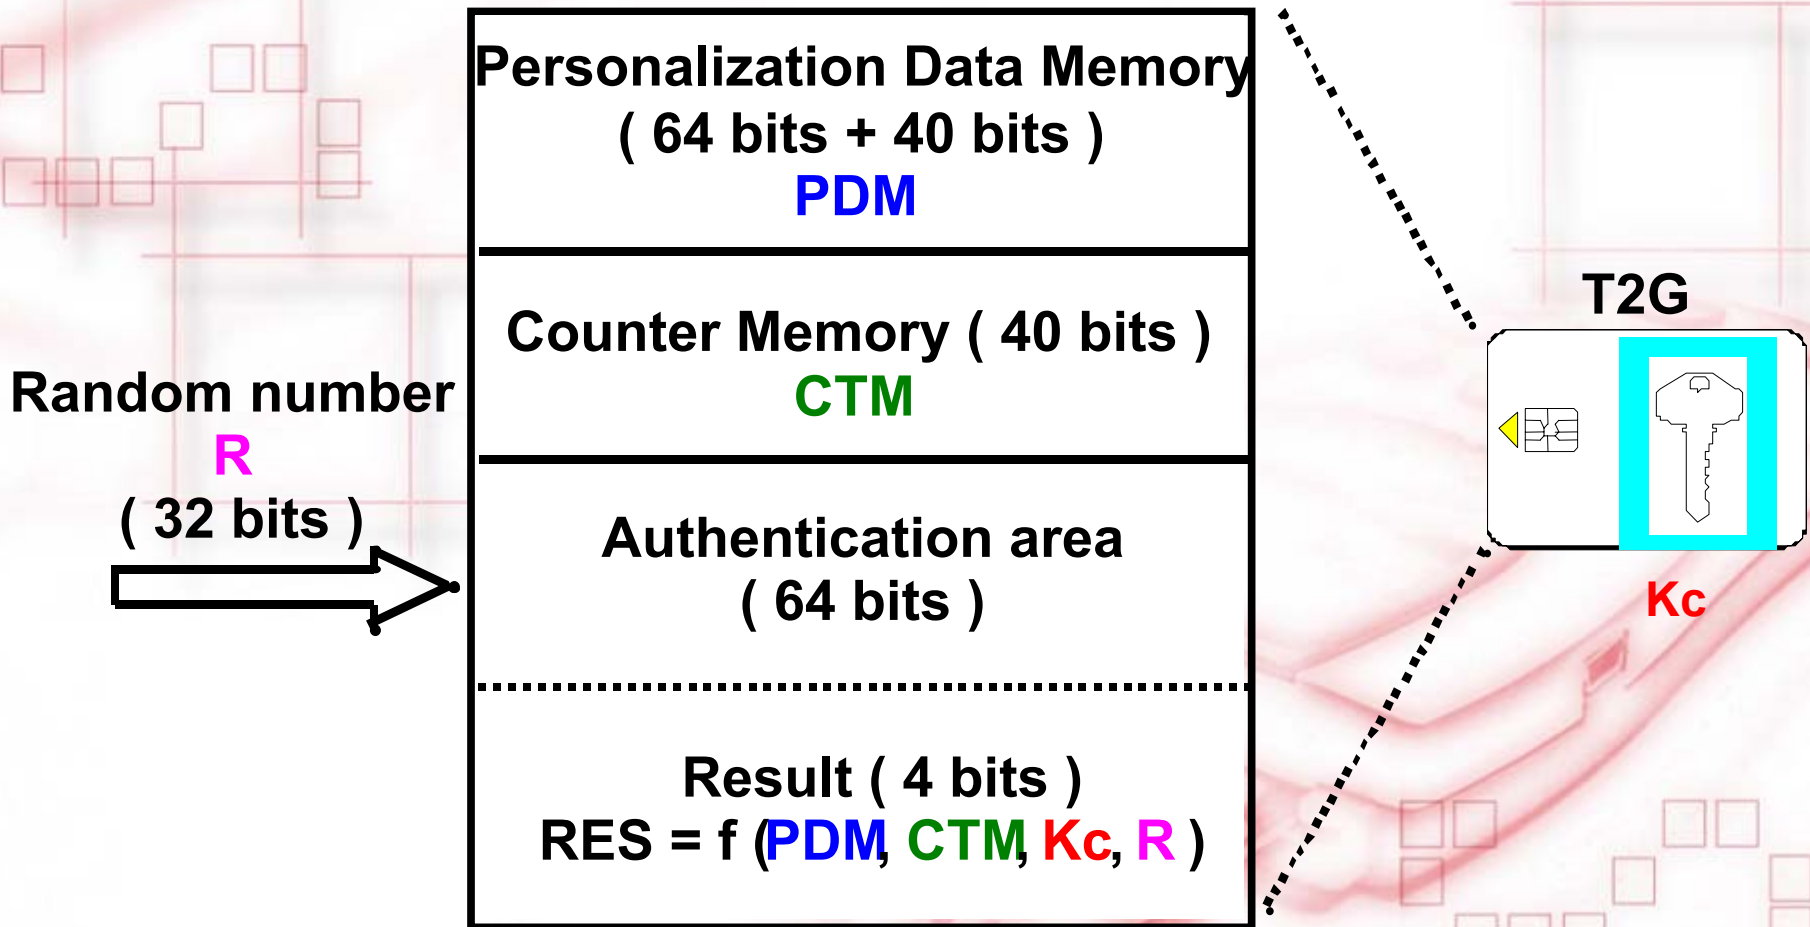 Personalization Data Memory
( 64 bits + 40 bits )
PDM
Counter Memory ( 40 bits )
CTM
Random number
R
( 32 bits )
Authentication area
( 64 bits )
Result ( 4 bits )
RES = f (PDM, CTM, Kc, R )
T2G
Kc